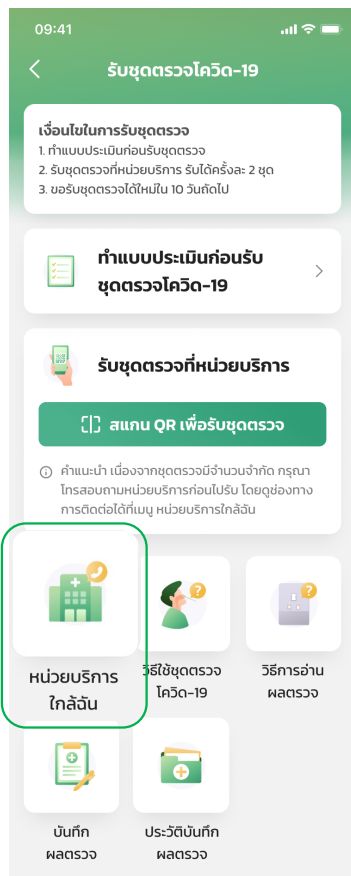 09:41
รับชุดตรวจโควิด-19
เงื่อนไขในการรับชุดตรวจ
1. ทำแบบประเมินก่อนรับชุดตรวจ
2. รับชุดตรวจที่หน่วยบริการ รับได้ครั้งละ 2 ชุด
3. ขอรับชุดตรวจได้ใหม่ใน 10 วันถัดไป
ทำแบบประเมินก่อนรับ
ชุดตรวจโควิด-19
รับชุดตรวจที่หน่วยบริการ
สแกน QR เพื่อรับชุดตรวจ
คำแนะนำ เนื่องจากชุดตรวจมีจำนวนจำกัด กรุณา
โทรสอบถามหน่วยบริการก่อนไปรับ โดยดูช่องทาง
การติดต่อได้ที่เมนู หน่วยบริการใกล้ฉัน
หน่วยบริการ
ใกล้ฉัน
วิธีใช้ชุดตรวจ
โควิด-19
วิธีการอ่าน
ผลตรวจ
บันทึก
ผลตรวจ
ประวัติบันทึก
ผลตรวจ